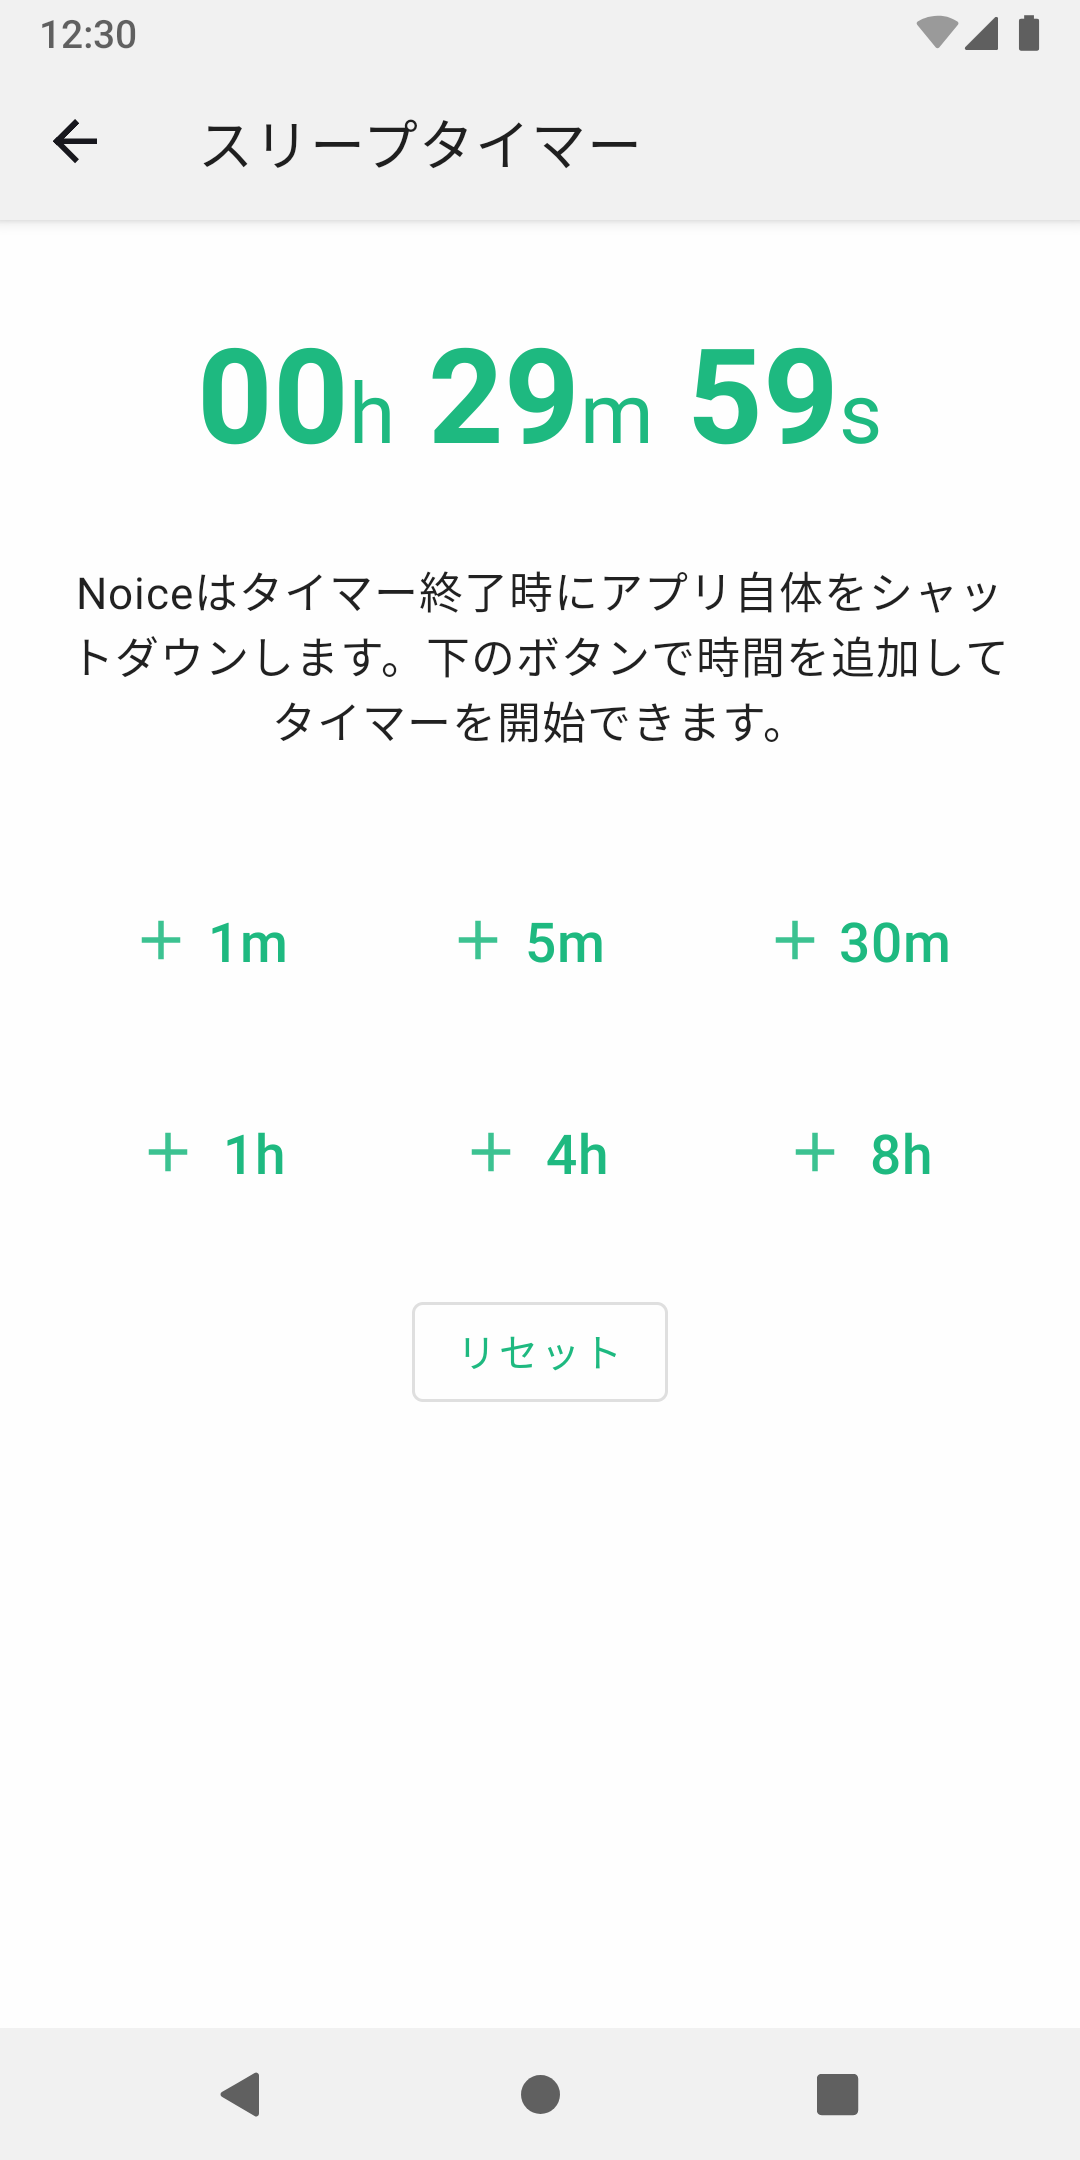 12:30
スリープタイマー
00h 29m 59s
Noiceはタイマー終了時にアプリ自体をシャッ
トダウンします。下のボタンで時間を追加して
タイマーを開始できます。
+ 1m + 5m + 30m
+ 1h + 4h + 8h
リセット